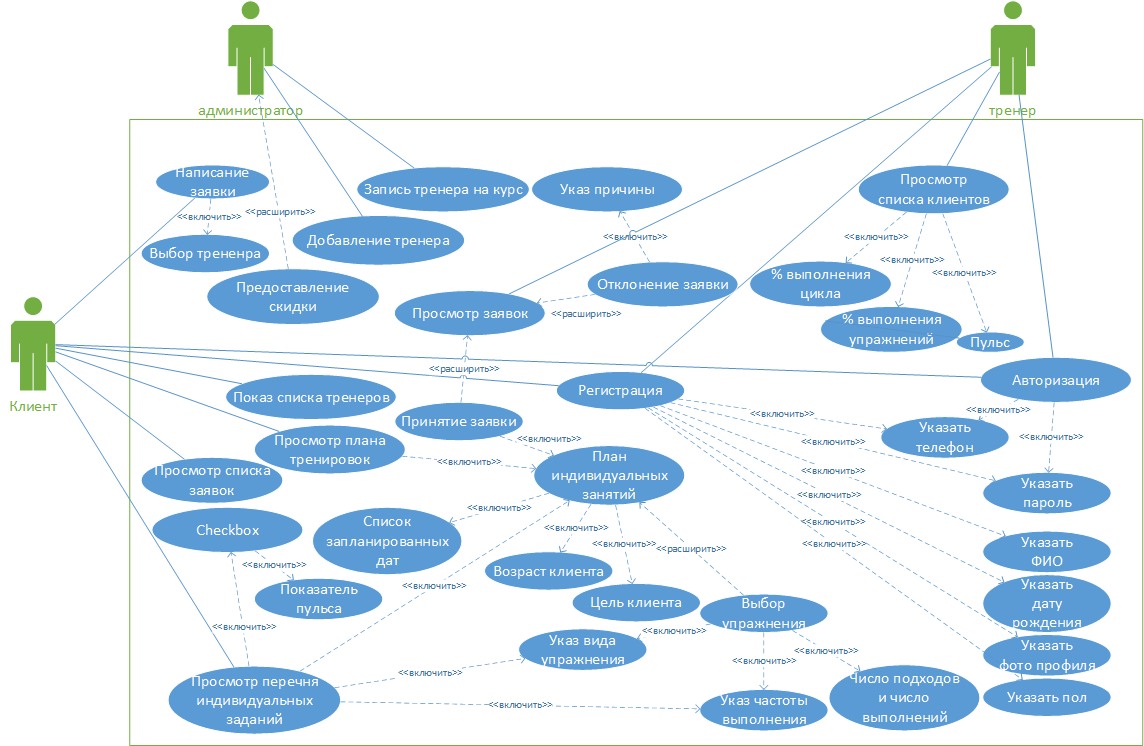 администратор
тренер
Клиент
Написание
заявки
<<включить>>
<<расширить>>
Выбор трененра
Предоставление
скидки
Запись тренера на курс
Добавление тренера
Указ причины
<<включить>>
Отклонение заявки
<<расширить>>
Просмотр заявок
<<расширить>>
Просмотр
списка клиентов
<<включить>>
<<включить>>
<<включить>>
% выполнения
цикла
% выполнения
упражнений
Пульс
Авторизация
Регистрация
Показ списка тренеров
Принятие заявки
<<включить>>
Просмотр плана
тренировок
<<включить>>
Просмотр списка
заявок
План
индивидуальных
занятий
<<включить>>
<<включить>>
<<включить>>
<<расширить>>
<<включить>>
<<включить>>
<<включить>>
<<включить>>
<<включить>>
<<включить>>
<<включить>>
<<включить>>
Указать
телефон
Указать
пароль
Указать
ФИО
Указать
дату
рождения
Указать
фото профиля
Указать пол
Checkbox
<<включить>>
Показатель
пульса
Список
запланированных
дат
Возраст клиента
Цель клиента
<<включить>>
<<включить>>
Выбор
упражнения
<<включить>>
<<включить>>
<<включить>>
Указ вида
упражнения
<<включить>>
<<включить>>
Просмотр перечня
индивидуальных
заданий
Указ частоты
выполнения
Число подходов
и число
выполнений